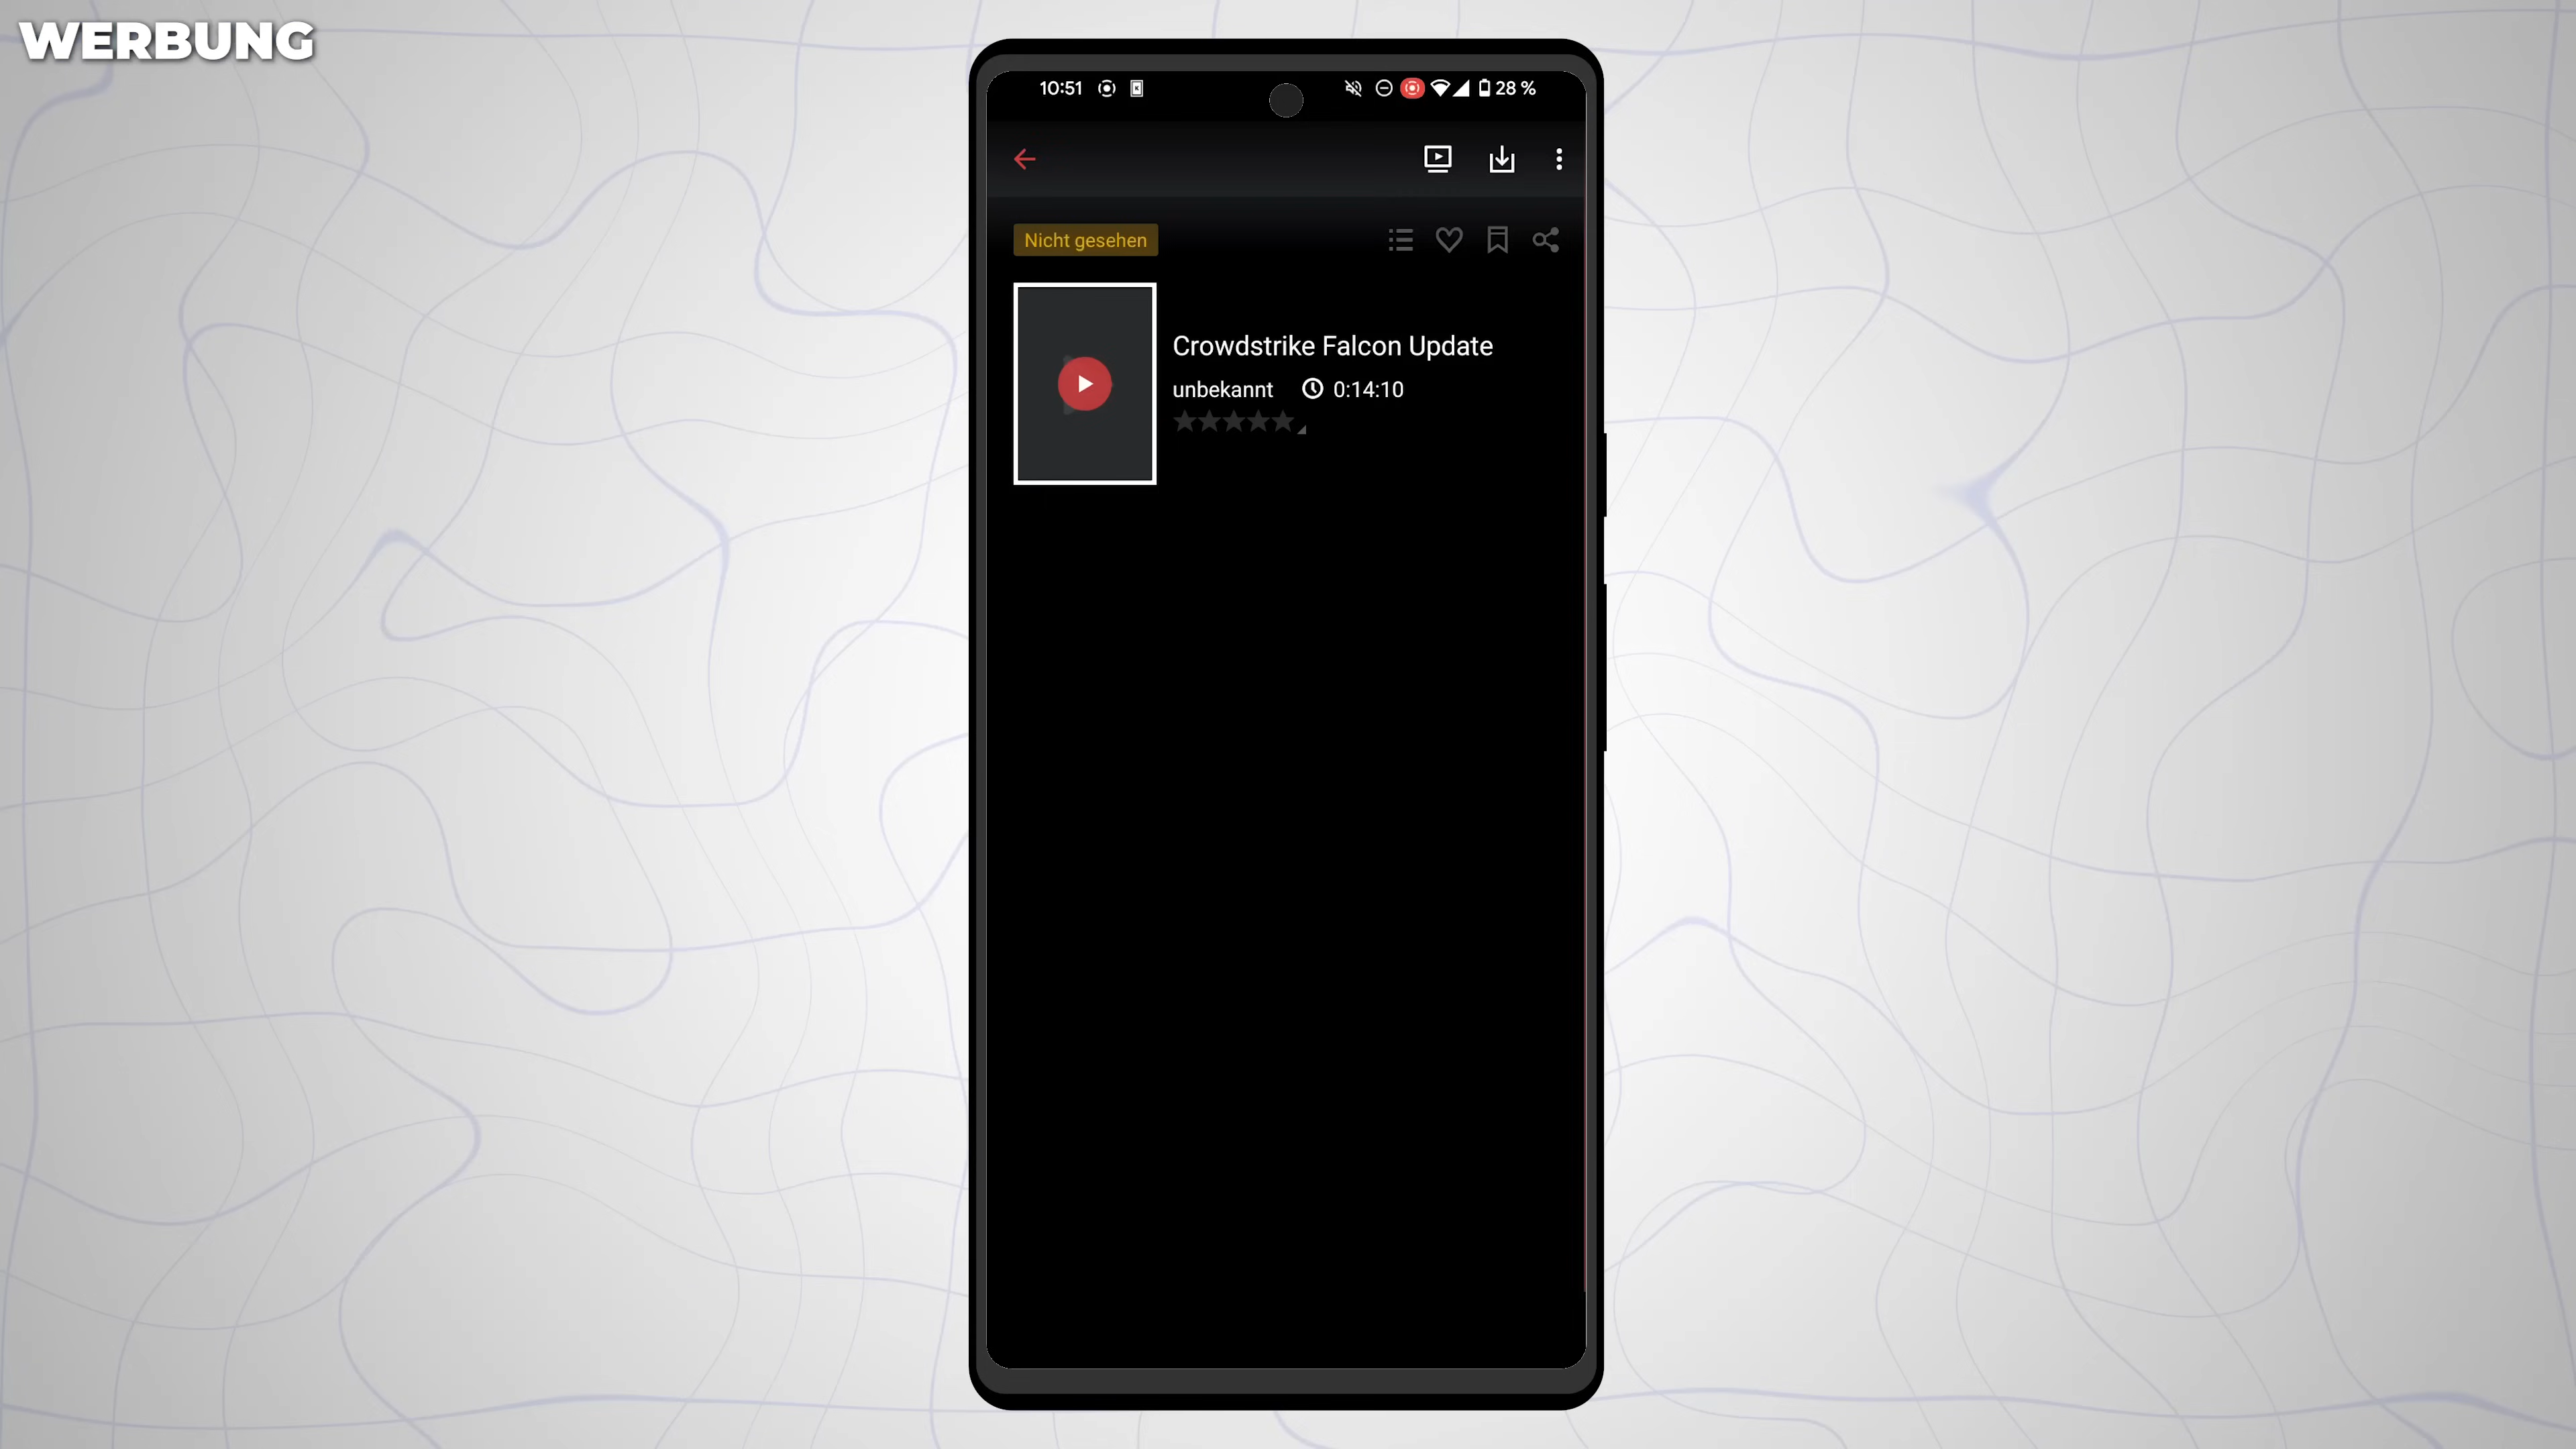 WERBUNG
10:51 28 %
Nicht gesehen
Crowdstrike Falcon Update
unbekannt 0:14:10